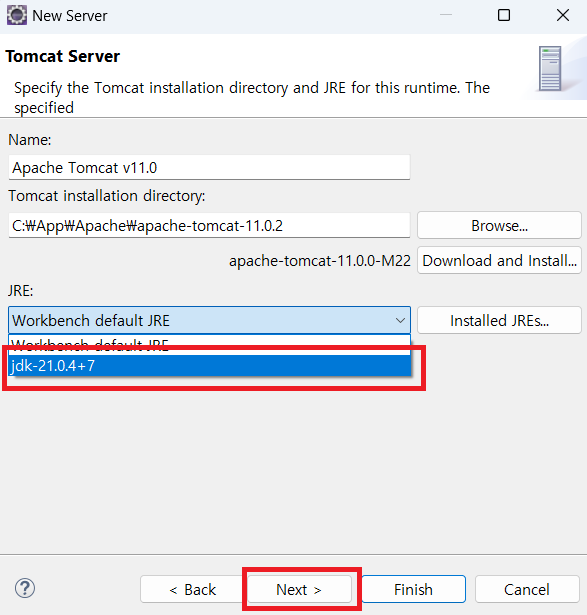 New Server
Tomcat Server
Specify the Tomcat installation directory and JRE for this runtime. The
specified
Name:
Apache Tomcat v11.0
Tomcat installation directory:
C:₩App₩Apache₩apache-tomcat-11.0.2
Browse...
apache-tomcat-11.0.0-M22
Download and Install...
JRE:
Workbench default JRE
Installed JREs...
Workbench default JRE
jdk-21.0.4+7
?
< Back
Next >
Finish
Cancel